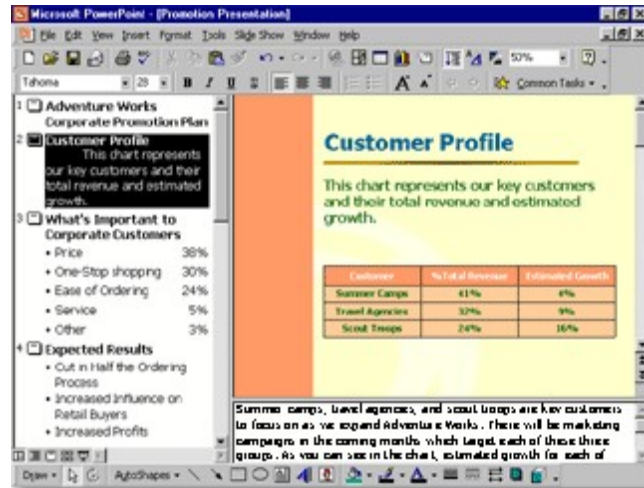 Microsoft PowerPoint - [Promotion Presentation]
File Edit View Insert Format Tools Slide Show Window Help
50%
Tahoma 28 B I U S Common Tasks
1 Adventure Works
Corporate Promotion Plan
2 Customer Profile
This chart represents
our key customers and their
total revenue and estimated
growth.
3 What's Important to
Corporate Customers
• Price 38%
• One-Stop shopping 30%
• Ease of Ordering 24%
• Service 5%
• Other 3%
4 Expected Results
• Cut in Half the Ordering
Process
• Increased Influence on
Retail Buyers
• Increased Profits
Customer Profile
This chart represents our key customers
and their total revenue and estimated
growth.
Customer %Total Revenue Estimated Growth
Summer Camps 41% 6%
Travel Agencies 32% 9%
Scout Troops 24% 16%
Summer camps, travel agencies, and scout troops are key customers
to focus on as we expand Adventure Works. There will be marketing
campaigns in the coming months which target each of these three
groups. As you can see in the chart, estimated growth for each of
Draw AutoShapes